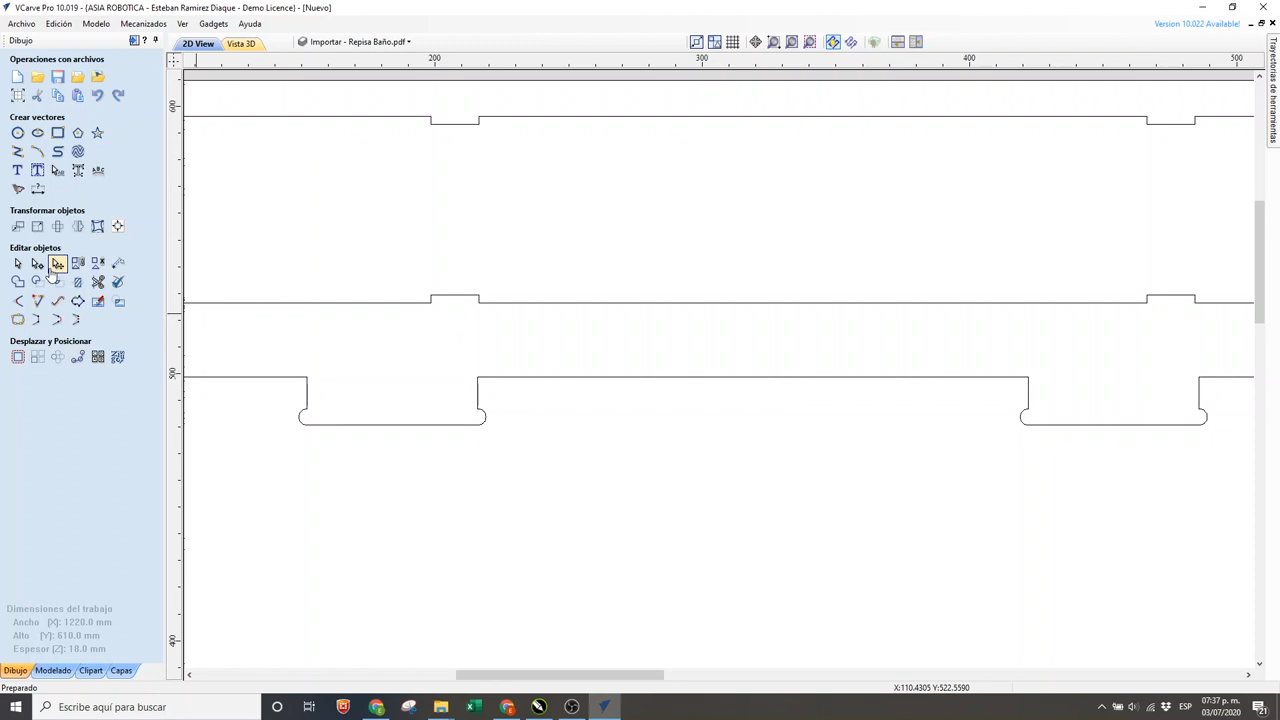 VCarve Pro 10.019 - {ASIA ROBOTICA - Esteban Ramirez Diaque - Demo Licence} - [Nuevo]
Archivo Edición Modelo Mecanizados Ver Gadgets Ayuda
Version 10.022 Available!
Dibujo
2D View Vista 3D
Importar - Repisa Baño.pdf
Operaciones con archivos
Crear vectores
Transformar objetos
Editar objetos
Desplazar y Posicionar
200 300 400 500
600
500
400
Trayectorias de herramientas
Dimensiones del trabajo
Ancho (X): 1220.0 mm
Alto (Y): 610.0 mm
Espesor (Z): 18.0 mm
Dibujo Modelado Clipart Capas
Preparado
X:110.4305 Y:522.5590
Escribe aquí para buscar
ESP
07:37 p. m.
03/07/2020
21